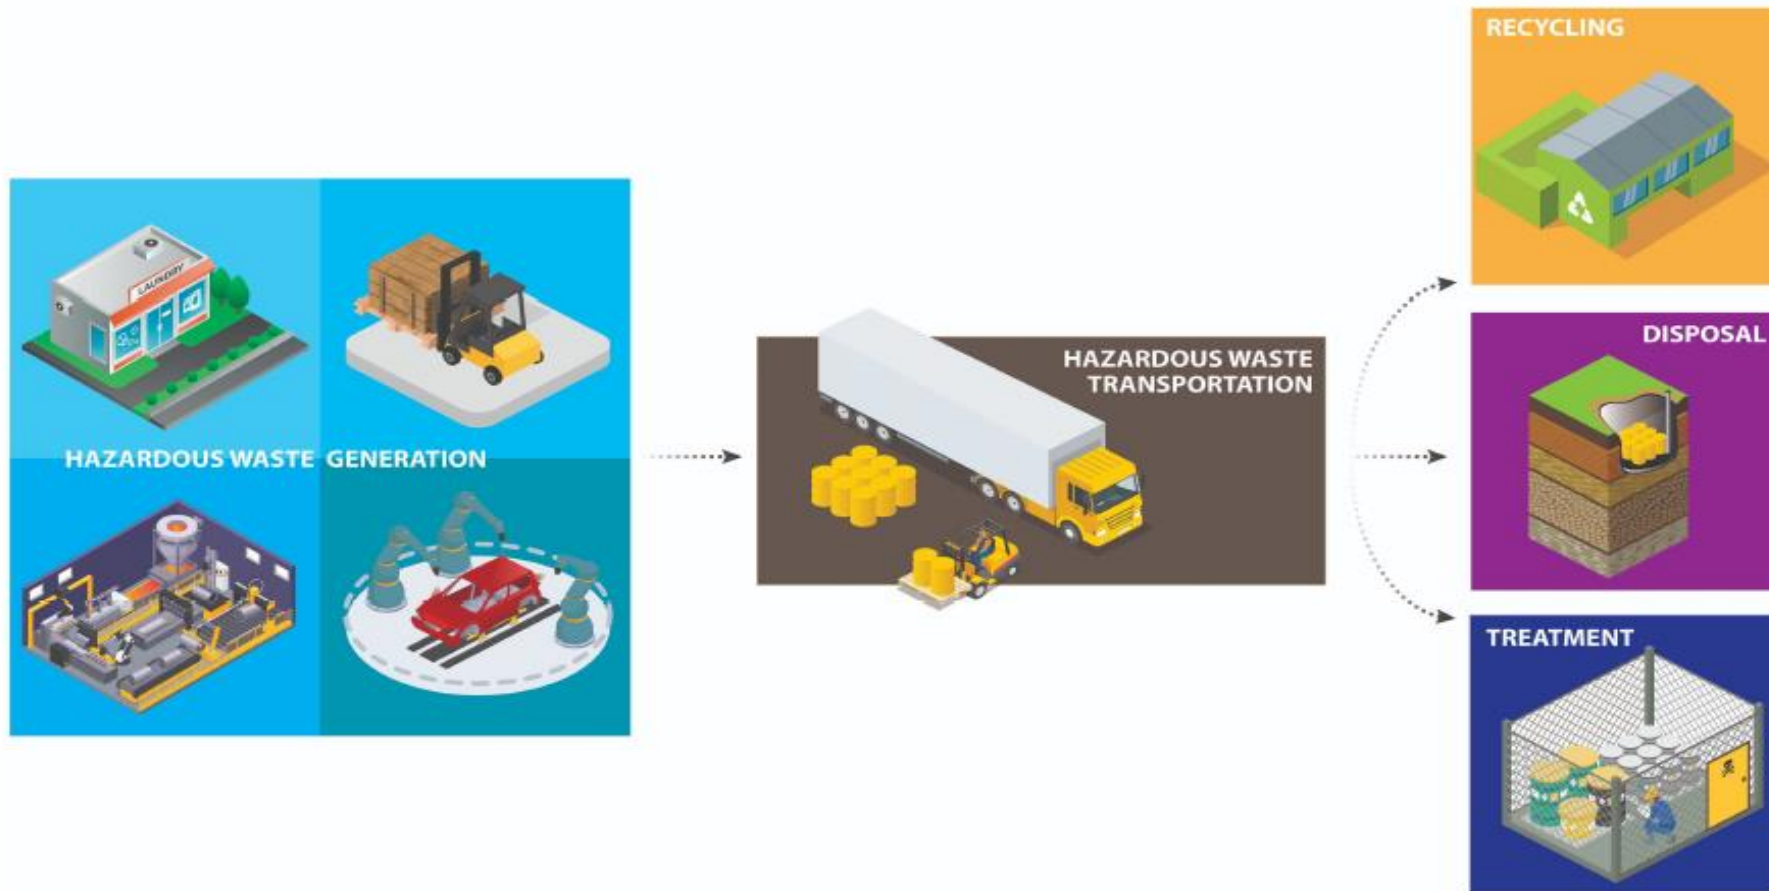 LAUNDRY
HAZARDOUS WASTE GENERATION
HAZARDOUS WASTE
TRANSPORTATION
RECYCLING
DISPOSAL
TREATMENT